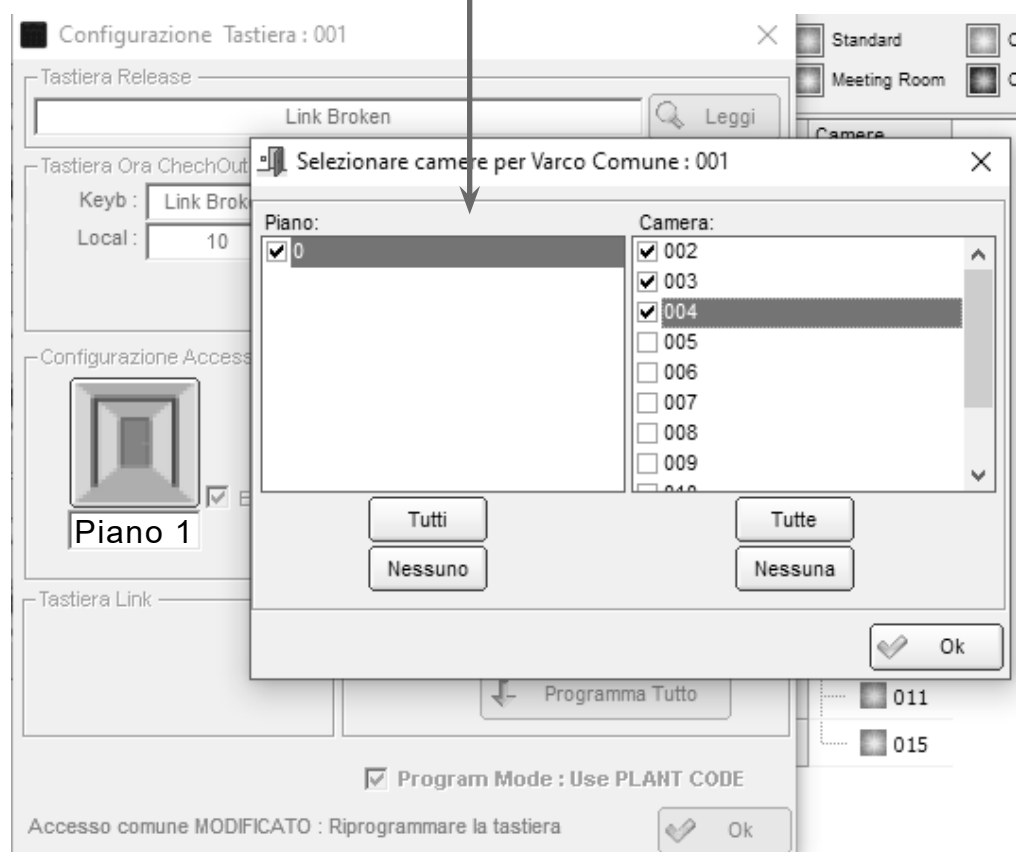 Configurazione Tastiera : 001
Standard
Meeting Room
Tastiera Release
Link Broken
Leggi
Camere
Selezionare camere per Varco Comune : 001
Tastiera Ora ChechOut
Keyb :
Link Brok
Local :
10
Piano:
Camera:
0
002
003
004
005
006
007
008
009
010
Configurazione Access
E
Piano 1
Tutti
Tutte
Nessuno
Nessuna
Tastiera Link
Ok
Programma Tutto
011
015
Program Mode : Use PLANT CODE
Accesso comune MODIFICATO : Riprogrammare la tastiera
Ok